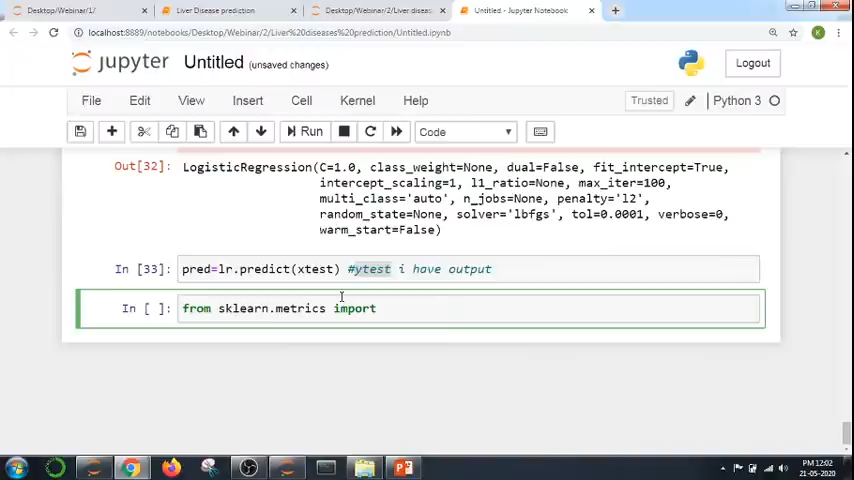 Desktop/Webinar/1/
Liver Disease prediction
Desktop/Webinar/2/Liver diseas
Untitled - Jupyter Notebook
localhost:8889/notebooks/Desktop/Webinar/2/Liver%20diseases%20prediction/Untitled.ipynb
K
jupyter Untitled (unsaved changes)
Logout
File Edit View Insert Cell Kernel Help
Trusted
Python 3
Run
Code
Out[32]: LogisticRegression(C=1.0, class_weight=None, dual=False, fit_intercept=True,
intercept_scaling=1, l1_ratio=None, max_iter=100,
multi_class='auto', n_jobs=None, penalty='l2',
random_state=None, solver='lbfgs', tol=0.0001, verbose=0,
warm_start=False)
In [33]: pred=lr.predict(xtest) #ytest i have output
In [ ]: from sklearn.metrics import
PM 12:02
21-05-2020